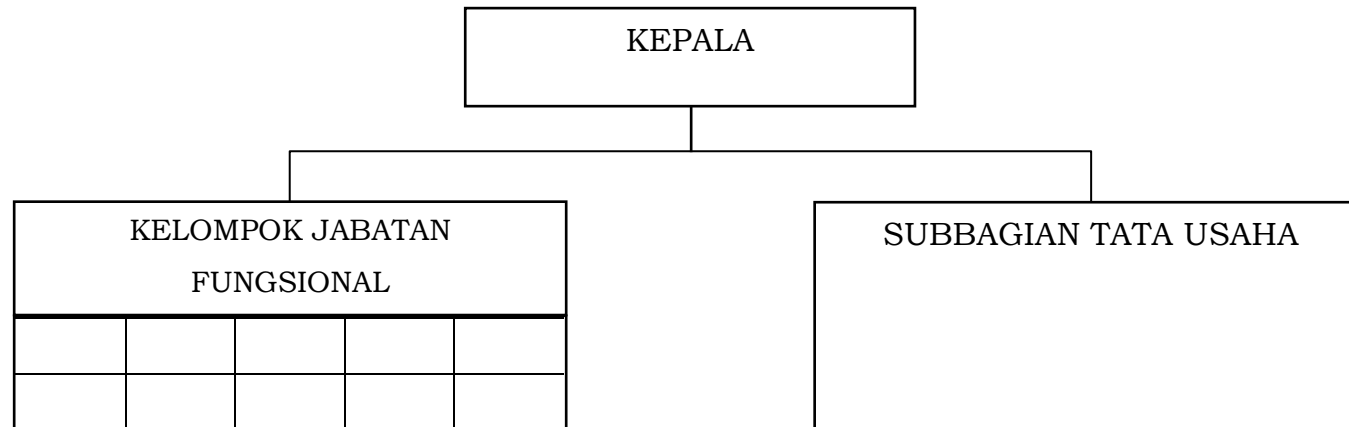 KEPALA
KELOMPOK JABATAN
FUNGSIONAL
SUBBAGIAN TATA USAHA